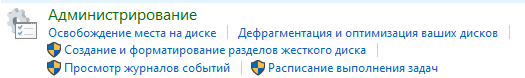 Администрирование
Освобождение места на диске Дефрагментация и оптимизация ваших дисков
Создание и форматирование разделов жесткого диска
Просмотр журналов событий Расписание выполнения задач